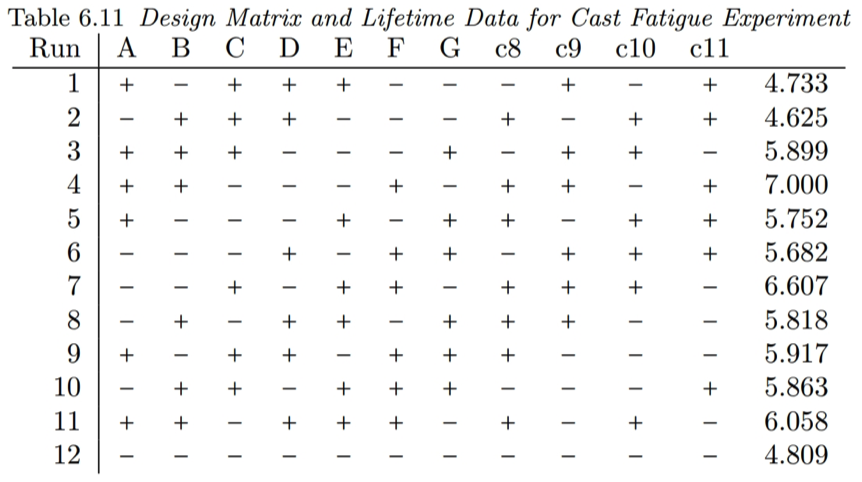 Table 6.11 Design Matrix and Lifetime Data for Cast Fatigue Experiment
Run A B C D E F G c8 c9 c10 c11
1 + − + + + − − − + − + 4.733
2 − + + + − − − + − + + 4.625
3 + + + − − − + − + + − 5.899
4 + + − − − + − + + − + 7.000
5 + − − − + − + + − + + 5.752
6 − − − + − + + − + + + 5.682
7 − − + − + + − + + + − 6.607
8 − + − + + − + + + − − 5.818
9 + − + + − + + + − − − 5.917
10 − + + − + + + − − − + 5.863
11 + + − + + + − + − + − 6.058
12 − − − − − − − − − − − 4.809